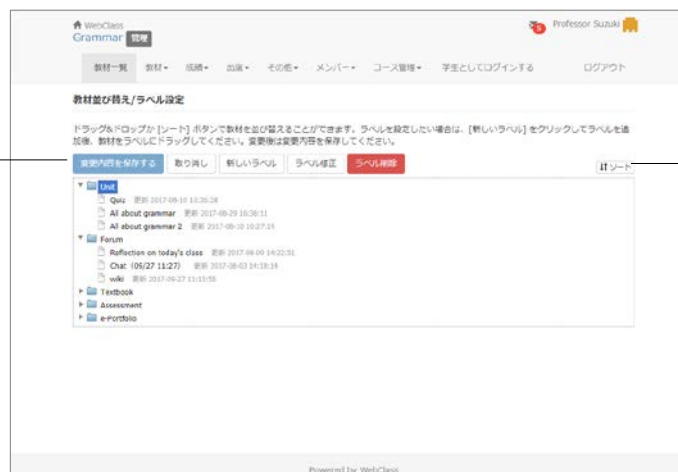 WebClass
Grammar 管理
5 Professor Suzuki
教材一覧 教材 成績 出席 その他 メンバー コース管理 学生としてログインする ログアウト
教材並び替え/ラベル設定
ドラッグ&ドロップか [ソート] ボタンで教材を並び替えることができます。ラベルを設定したい場合は、[新しいラベル] をクリックしてラベルを追
加後、教材をラベルにドラッグしてください。変更後は変更内容を保存してください。
変更内容を保存する 取り消し 新しいラベル ラベル修正 ラベル削除 ソート
Unit
Quiz 更新 2017-08-10 10:26:28
All about grammar 更新 2017-08-29 16:36:11
All about grammar 2 更新 2017-08-10 10:27:14
Forum
Reflection on today's class 更新 2017-08-09 14:22:51
Chat (05/27 11:27) 更新 2017-08-03 14:18:14
wiki 更新 2017-06-27 11:13:58
Textbook
Assessment
e-Portfolio
Powered by WebClass